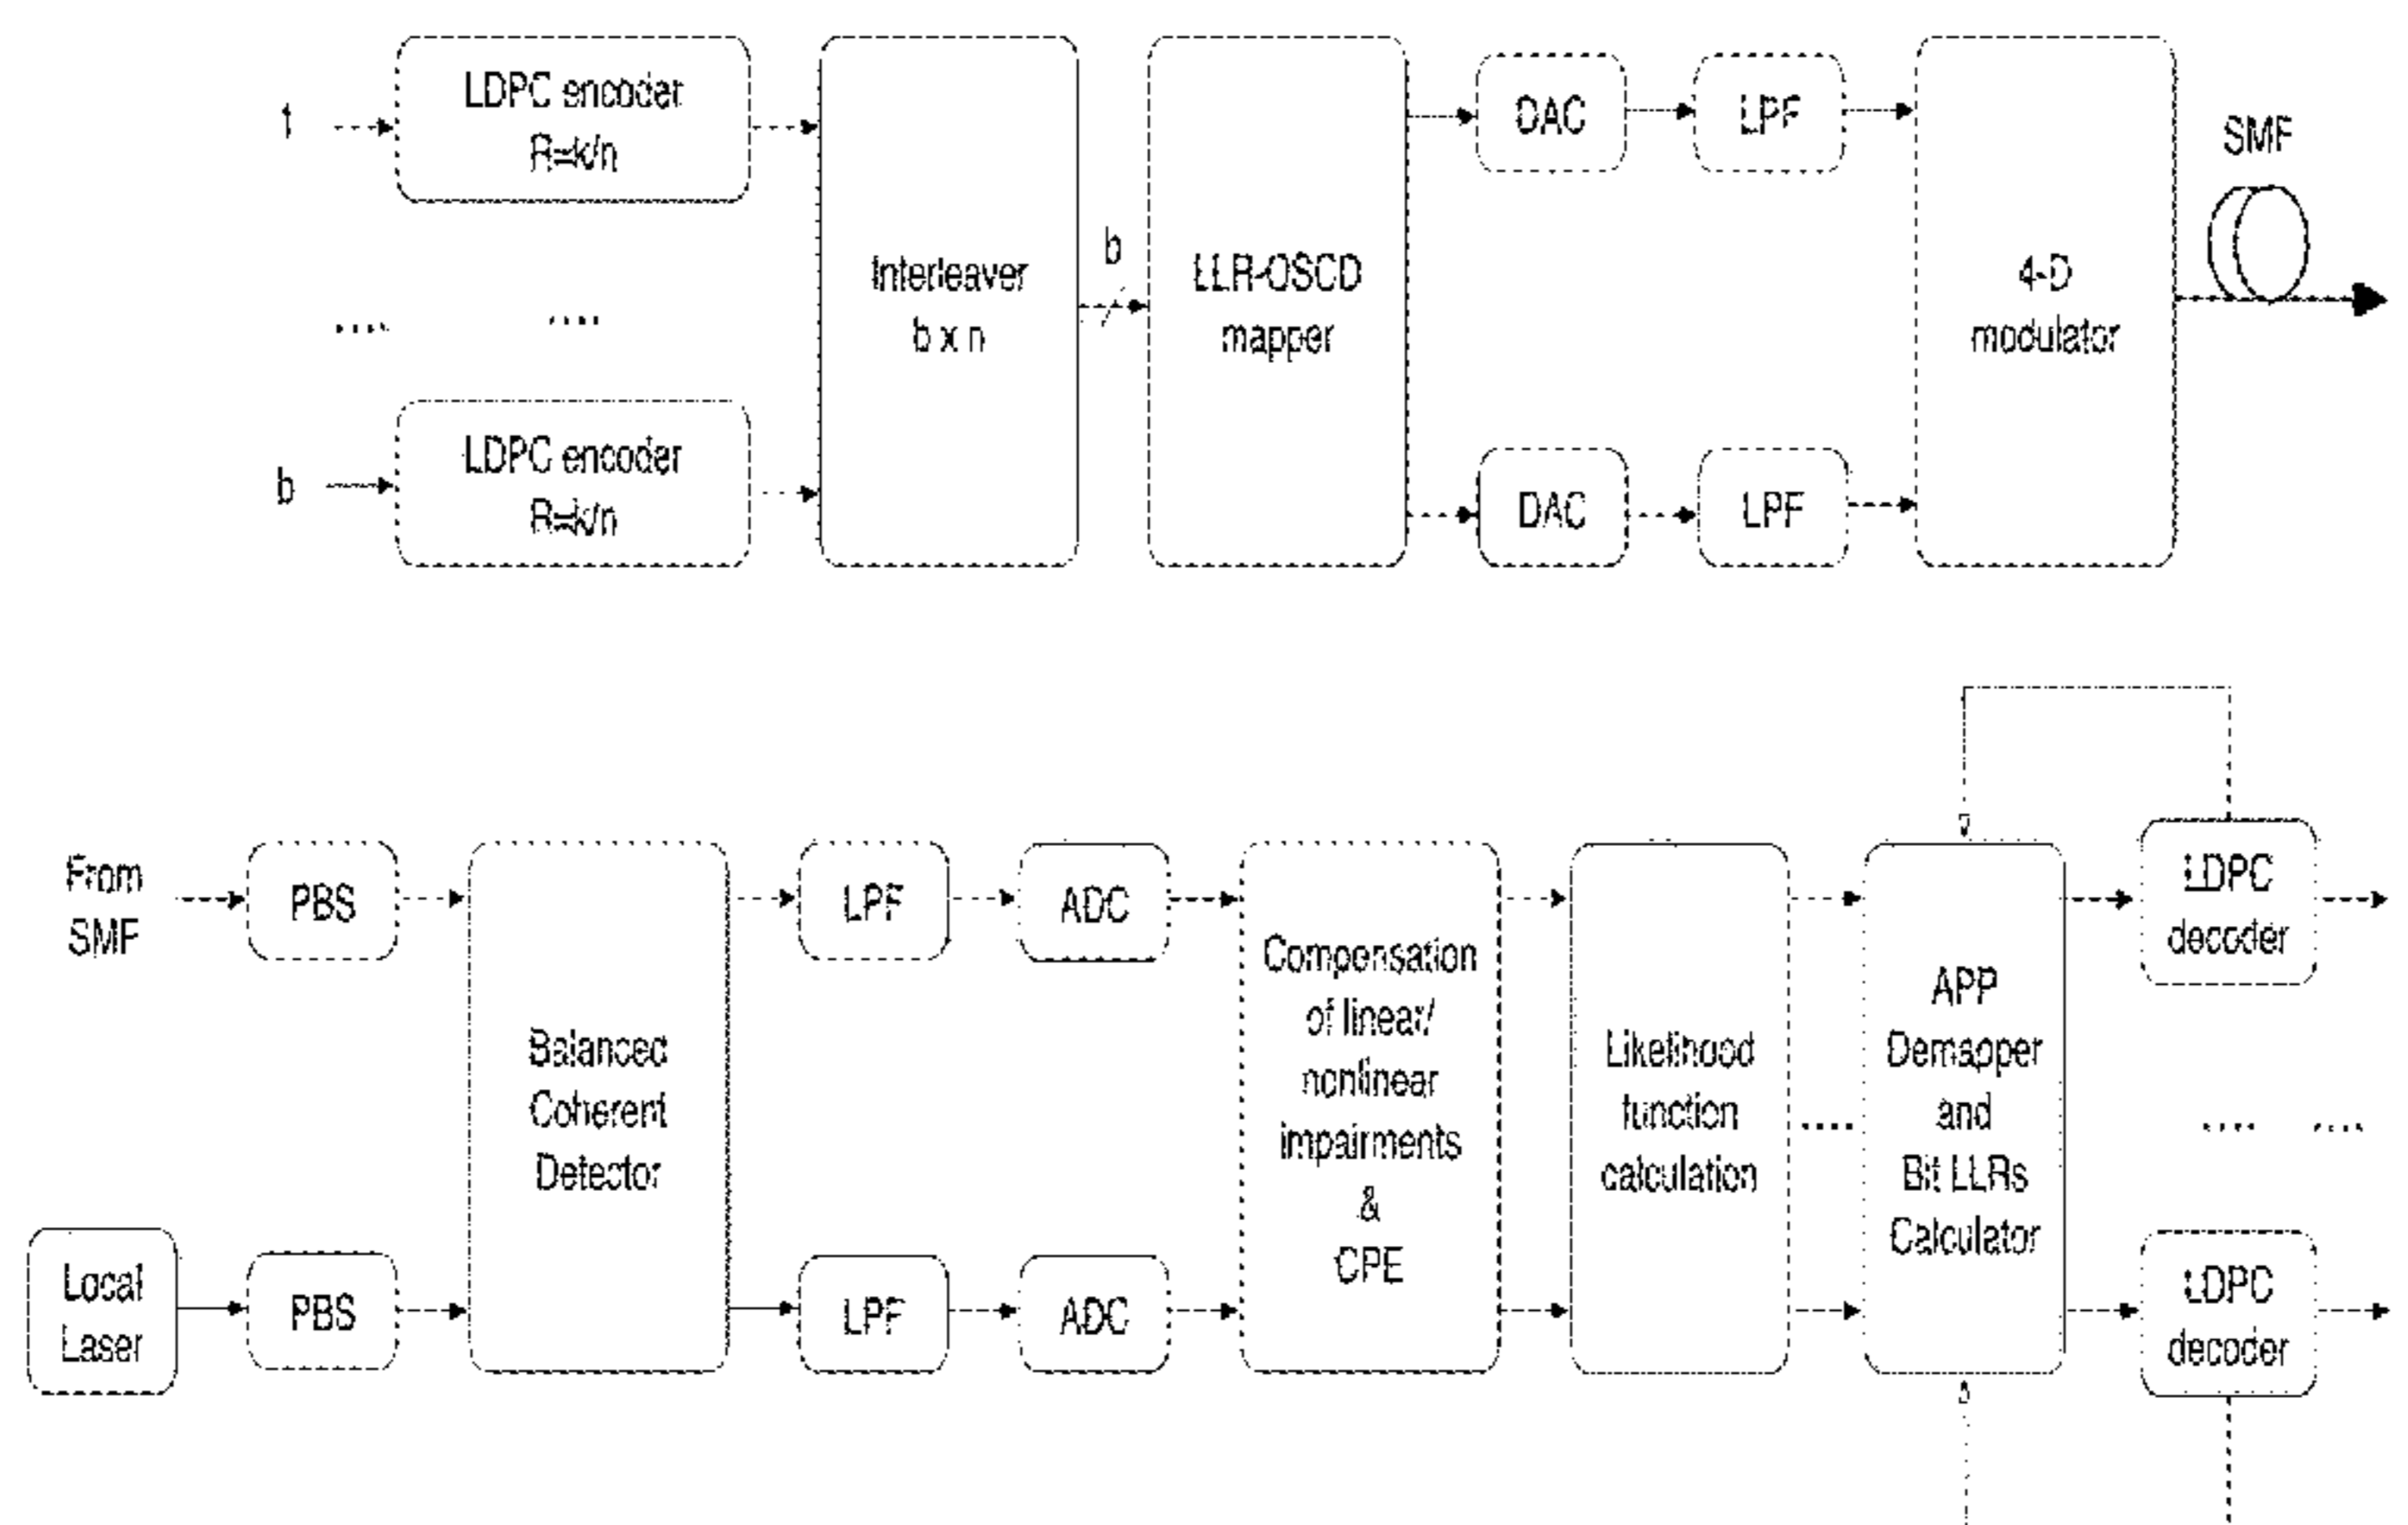 1
LDPC encoder
R=k/n
....
....
b
LDPC encoder
R=k/n
Interleaver
b x n
b
LLR-OSCD
mapper
DAC
LPF
DAC
LPF
4-D
modulator
SMF
From
SMF
PBS
Local
Laser
PBS
Balanced
Coherent
Detector
LPF
ADC
LPF
ADC
Compensation
of linear/
nonlinear
impairments
&
CPE
Likelihood
function
calculation
....
APP
Demapper
and
Bit LLRs
Calculator
LDPC
decoder
....
....
LDPC
decoder